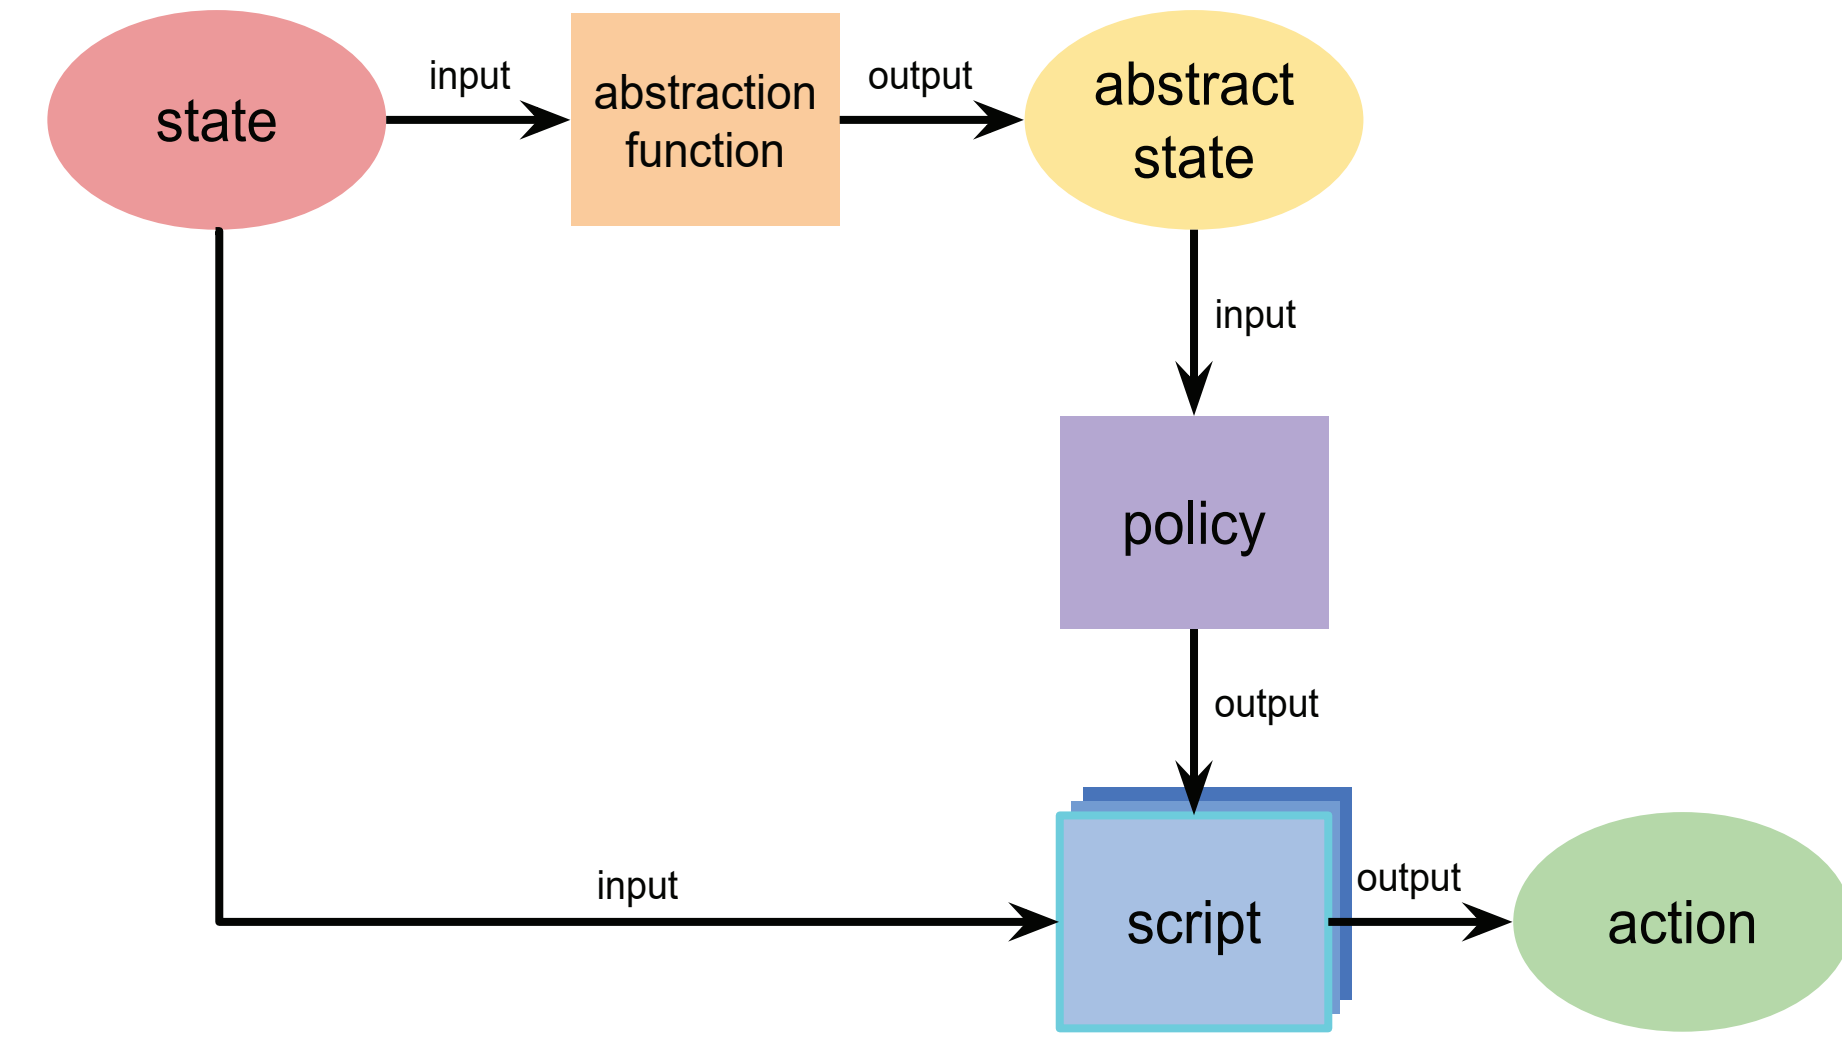 state
input
abstraction
function
output
abstract
state
input
policy
output
input
script
output
action